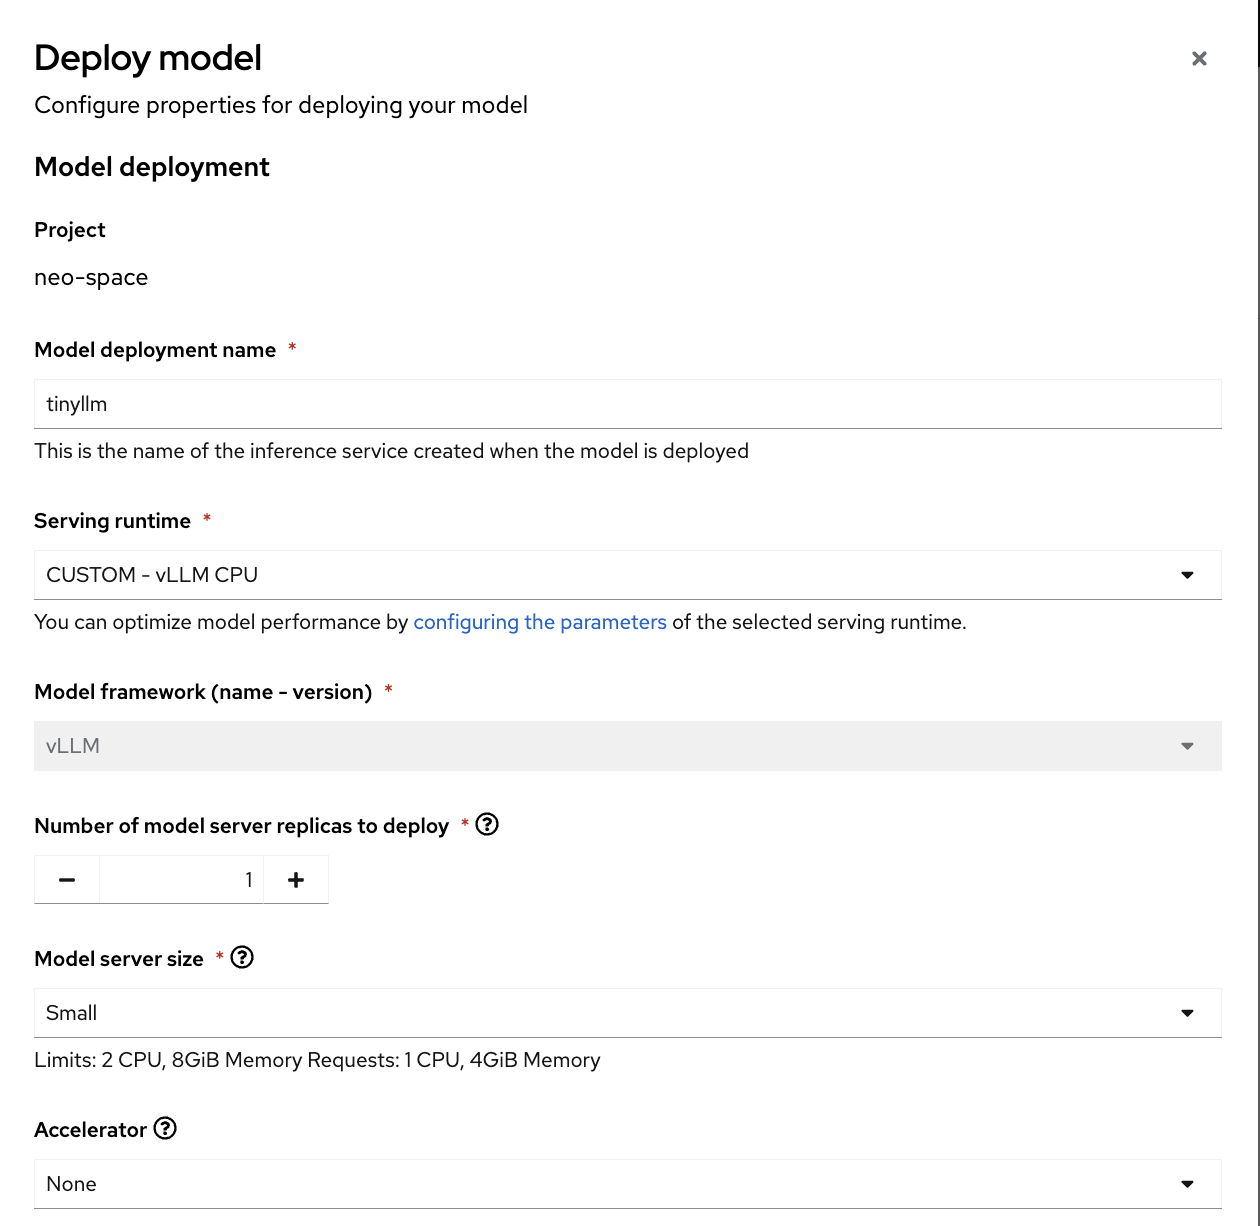 Deploy model
Configure properties for deploying your model
Model deployment
Project
neo-space
Model deployment name *
tinyllm
This is the name of the inference service created when the model is deployed
Serving runtime *
CUSTOM - vLLM CPU
You can optimize model performance by configuring the parameters of the selected serving runtime.
Model framework (name - version) *
vLLM
Number of model server replicas to deploy *
1
Model server size *
Small
Limits: 2 CPU, 8GiB Memory Requests: 1 CPU, 4GiB Memory
Accelerator
None